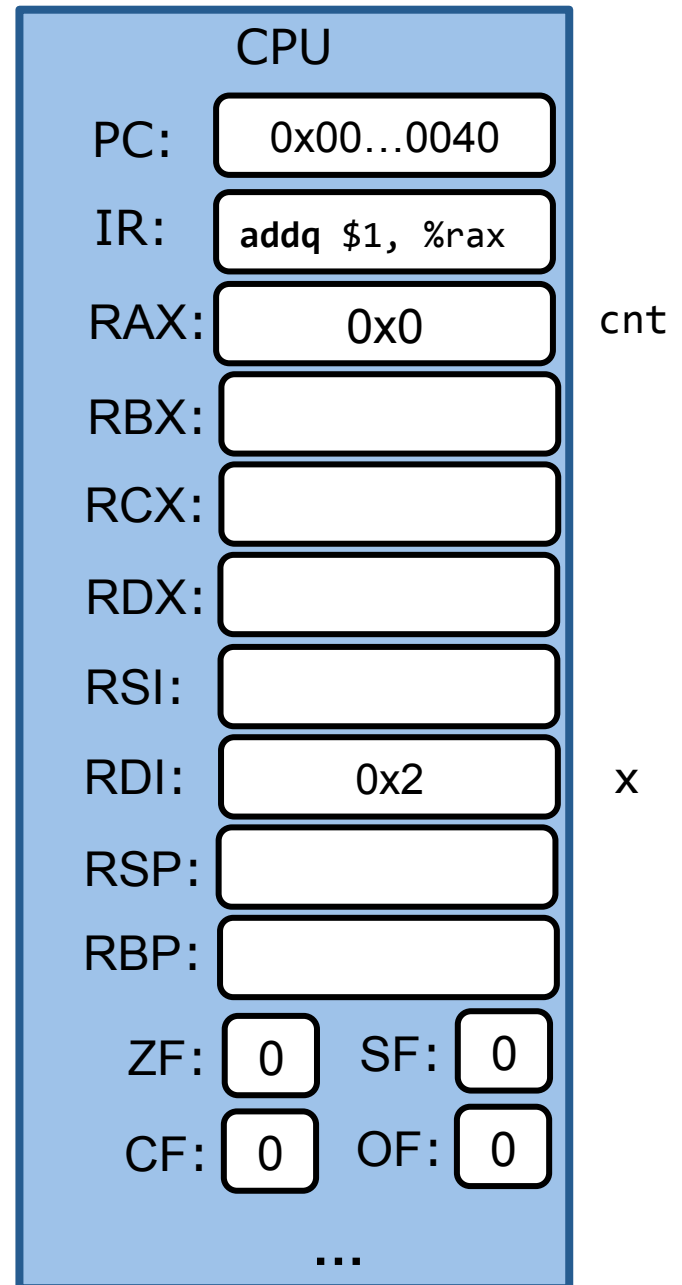 CPU
PC: 0x00...0040
IR: addq $1, %rax
RAX: 0x0 cnt
RBX:
RCX:
RDX:
RSI:
RDI: 0x2 x
RSP:
RBP:
ZF: 0 SF: 0
CF: 0 OF: 0
...